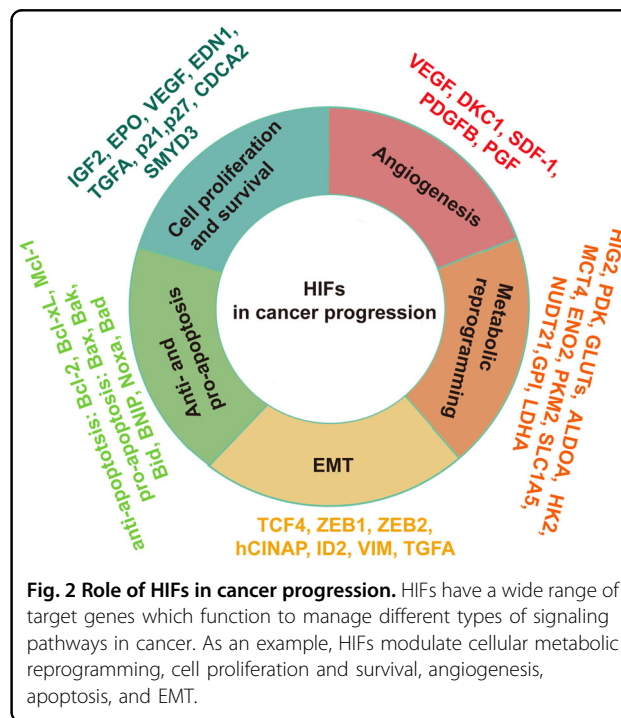 IGF2, EPO, VEGF, EDN1,
TGFA, p21,p27, CDCA2
SMYD3
VEGF, DKC1, SDF-1,
PDGFB, PGF
Cell proliferation
and survival
Angiogenesis
HIFs
in cancer progression
Metabolic
reprogramming
HIG2, PDK, GLUTs, ALDOA, HK2,
MCT4, ENO2, PKM2, SLC1A5,
NUDT21,GPI, LDHA
Anti- and
pro-apoptosis
anti-apoptotsis: Bcl-2, Bcl-xL, Mcl-1
pro-apoptosis: Bax, Bak,
Bid, BNIP, Noxa, Bad
EMT
TCF4, ZEB1, ZEB2,
hCINAP, ID2, VIM, TGFA
Fig. 2 Role of HIFs in cancer progression. HIFs have a wide range of
target genes which function to manage different types of signaling
pathways in cancer. As an example, HIFs modulate cellular metabolic
reprogramming, cell proliferation and survival, angiogenesis,
apoptosis, and EMT.